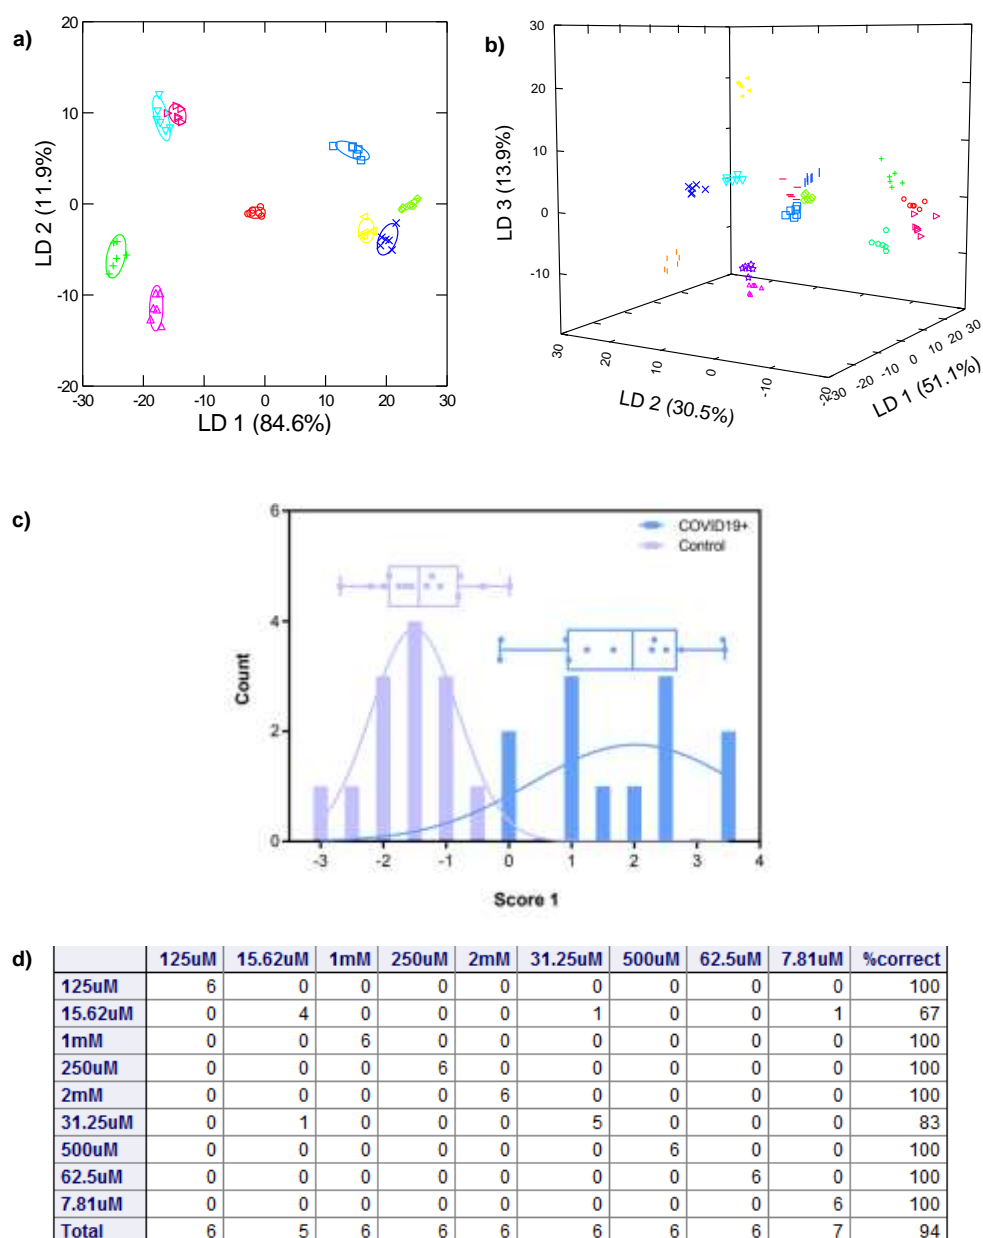 a)
20
10
0
-10
-20
-30 -20 -10 0 10 20 30
LD 2 (11.9%)
LD 1 (84.6%)
b)
30
20
10
0
-10
LD 3 (13.9%)
30 20 10 0 -10 -20
LD 2 (30.5%)
-30 -20 -10 0 10 20 30
LD 1 (51.1%)
c)
6
4
2
0
Count
COVID19+
Control
-3 -2 -1 0 1 2 3 4
Score 1
d)
125uM 15.62uM 1mM 250uM 2mM 31.25uM 500uM 62.5uM 7.81uM %correct
125uM 6 0 0 0 0 0 0 0 0 100
15.62uM 0 4 0 0 0 1 0 0 1 67
1mM 0 0 6 0 0 0 0 0 0 100
250uM 0 0 0 6 0 0 0 0 0 100
2mM 0 0 0 0 6 0 0 0 0 100
31.25uM 0 1 0 0 0 5 0 0 0 83
500uM 0 0 0 0 0 0 6 0 0 100
62.5uM 0 0 0 0 0 0 0 6 0 100
7.81uM 0 0 0 0 0 0 0 0 6 100
Total 6 5 6 6 6 6 6 6 7 94